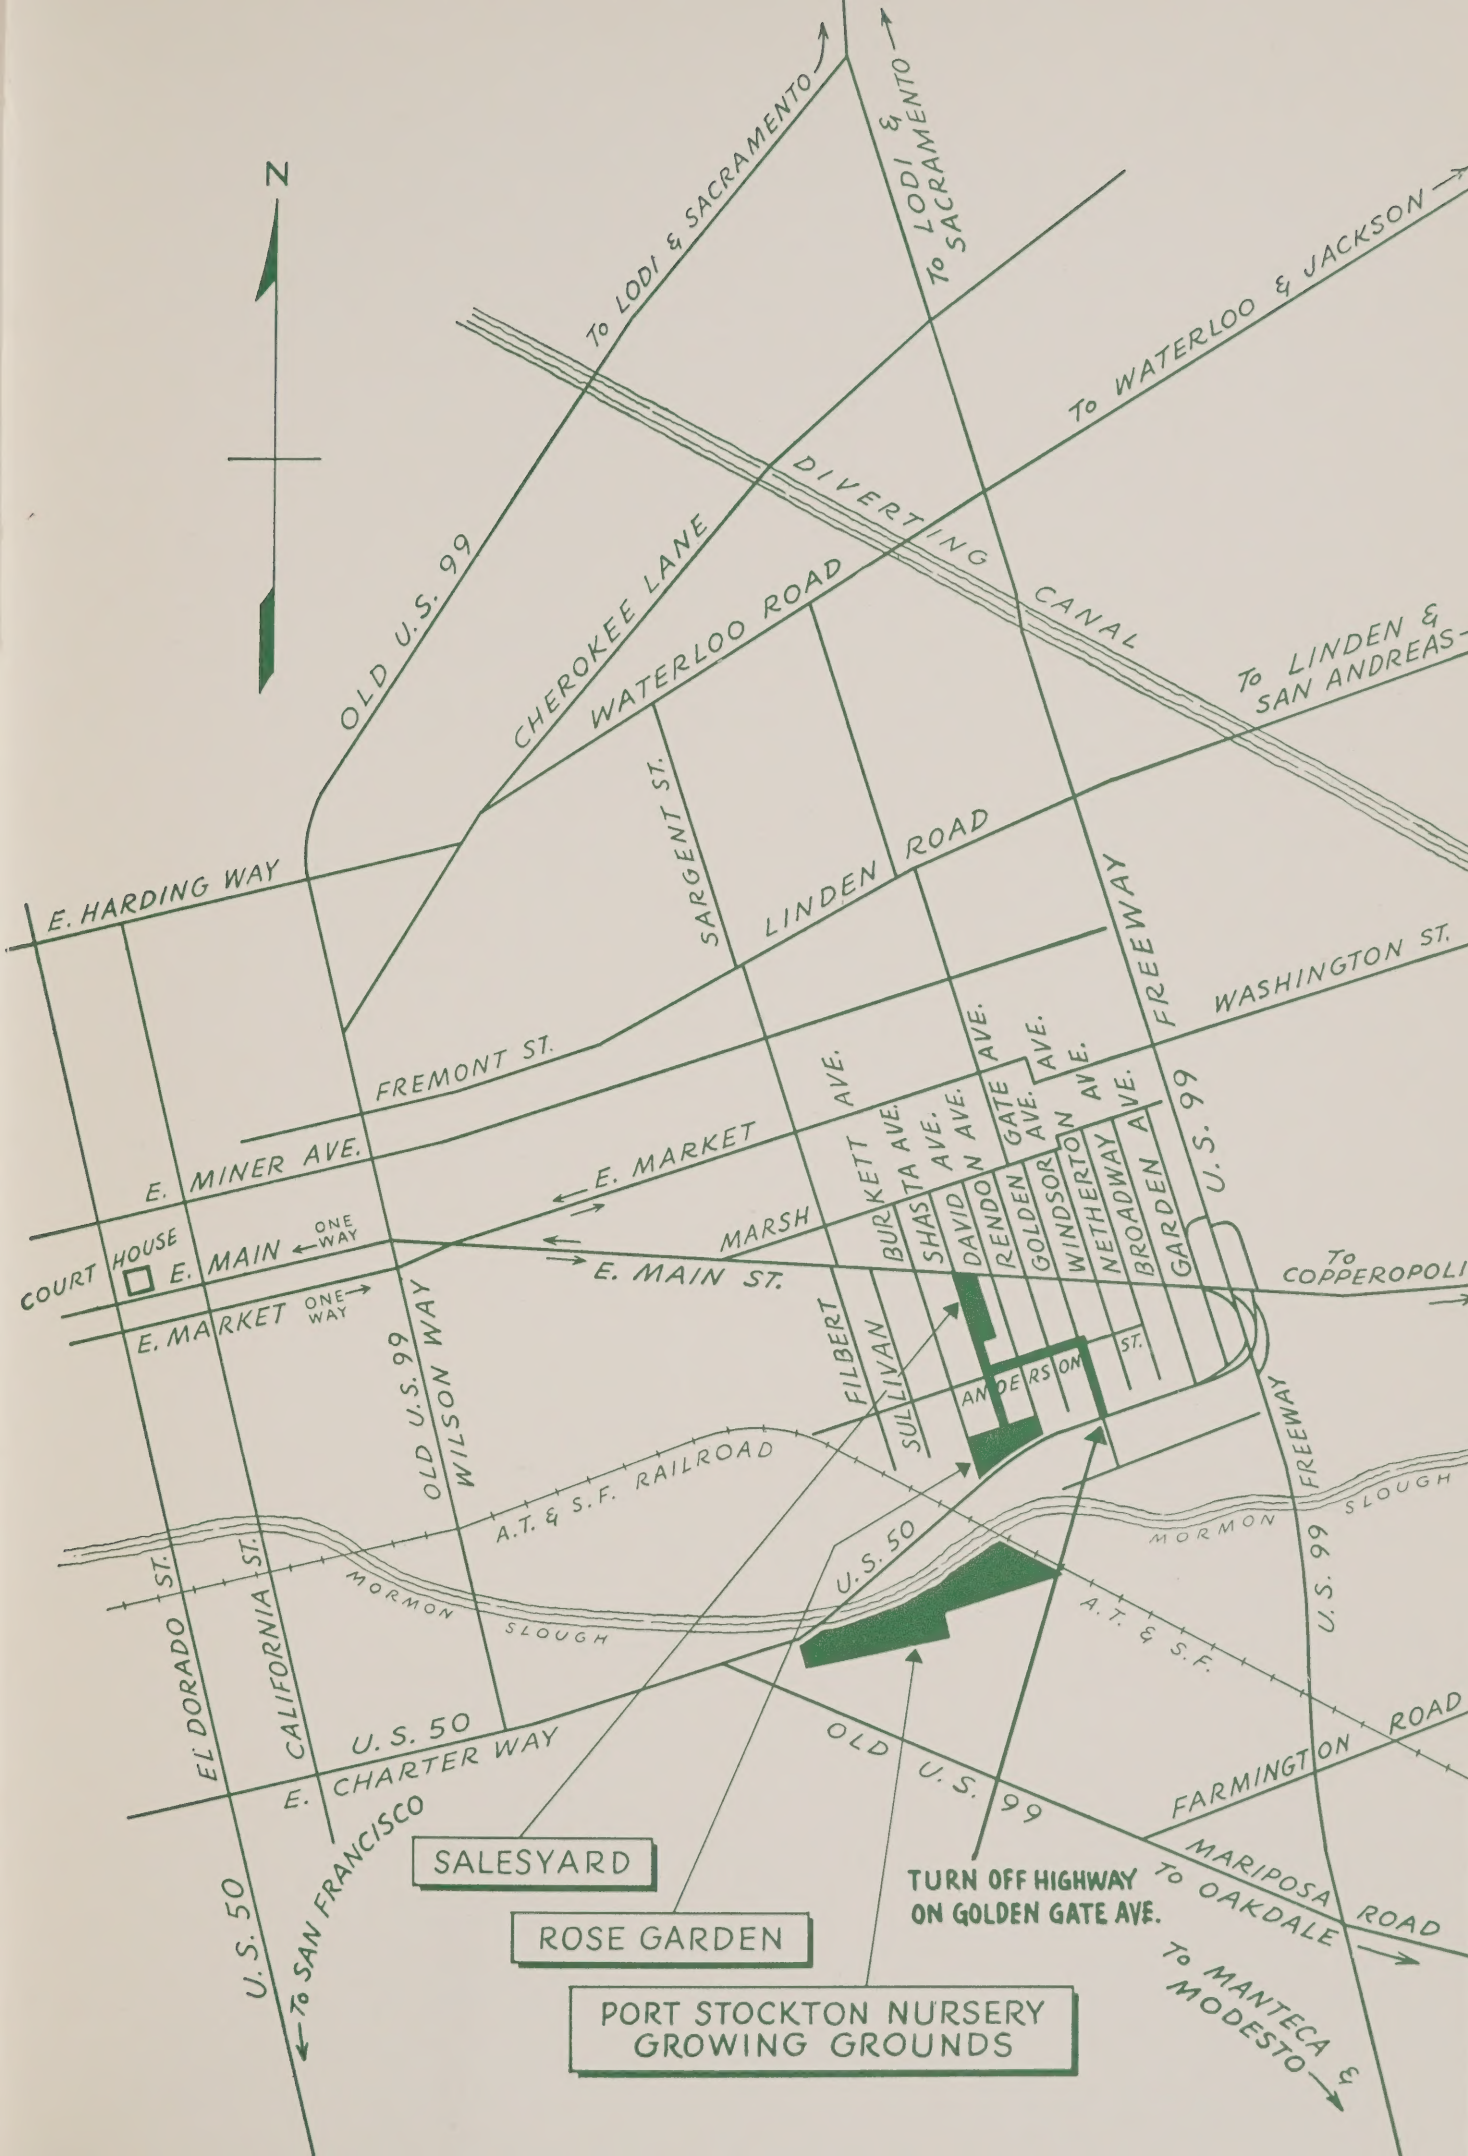 N
To LODI & SACRAMENTO
To LODI &
SACRAMENTO
To WATERLOO & JACKSON
DIVERTING CANAL
OLD U.S. 99
CHEROKEE LANE
WATERLOO ROAD
To LINDEN &
SAN ANDREAS
SARGENT ST.
LINDEN ROAD
FREEWAY
E. HARDING WAY
WASHINGTON ST.
FREMONT ST.
E. MINER AVE.
E. MARKET
COURT HOUSE
E. MAIN
ONE
WAY
E. MARKET
ONE
WAY
MARSH
E. MAIN ST.
BURKETT AVE.
SHASTA AVE.
DAVID AVE.
RENDON AVE.
GOLDEN GATE AVE.
WINDSOR AVE.
NETHERTON AVE.
BROADWAY
GARDEN AVE.
U.S. 99
To
COPPEROPOLI
FILBERT
SULLIVAN
ANDERSON ST.
OLD U.S. 99
WILSON WAY
A.T. & S.F. RAILROAD
FREEWAY
U.S. 99
MORMON SLOUGH
MORMON SLOUGH
U.S. 50
A.T. & S.F.
EL DORADO ST.
CALIFORNIA ST.
U.S. 50
E. CHARTER WAY
OLD U.S. 99
FARMINGTON ROAD
MARIPOSA ROAD
To OAKDALE
To SAN FRANCISCO
U.S. 50
SALESYARD
TURN OFF HIGHWAY
ON GOLDEN GATE AVE.
ROSE GARDEN
To MANTECA &
MODESTO
PORT STOCKTON NURSERY
GROWING GROUNDS